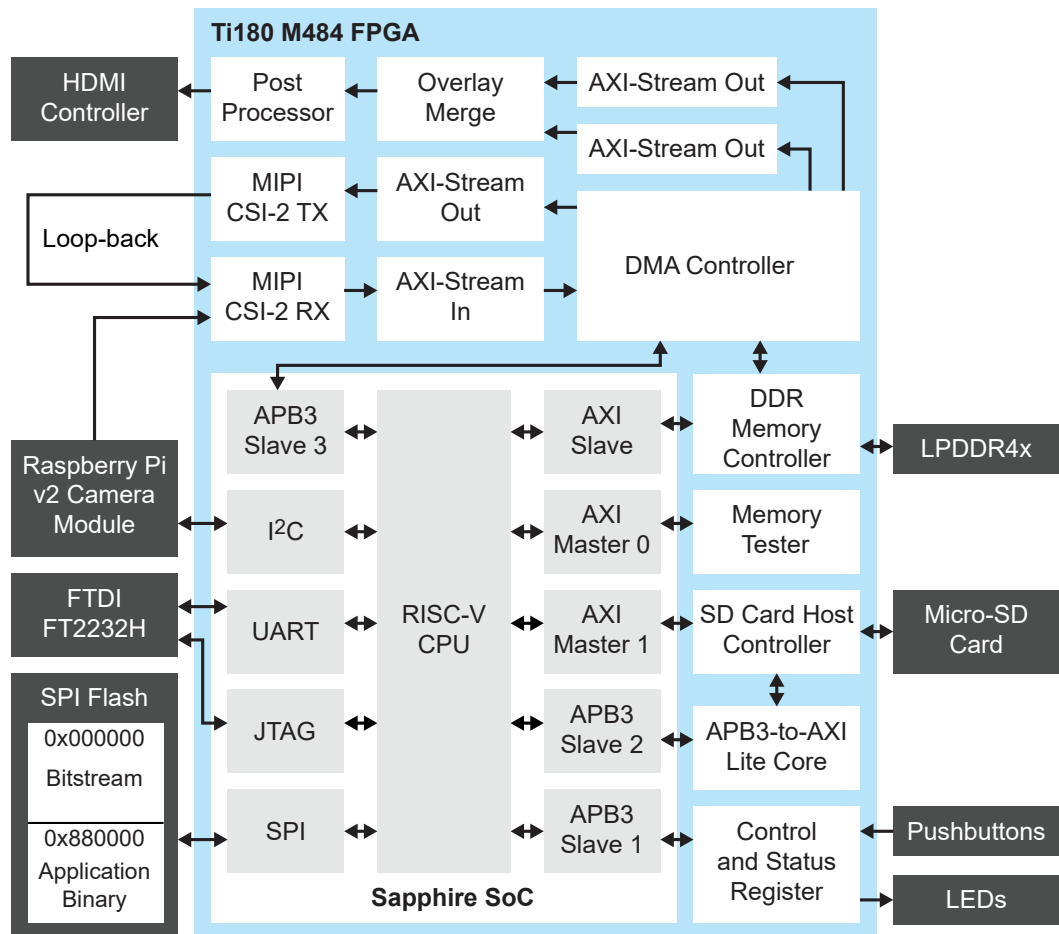 Ti180 M484 FPGA
HDMI
Controller
Post
Processor
Overlay
Merge
AXI-Stream Out
AXI-Stream Out
MIPI
CSI-2 TX
AXI-Stream
Out
Loop-back
MIPI
CSI-2 RX
AXI-Stream
In
DMA Controller
Raspberry Pi
v2 Camera
Module
FTDI
FT2232H
SPI Flash
0x000000
Bitstream
0x880000
Application
Binary
APB3
Slave 3
I²C
UART
JTAG
SPI
RISC-V
CPU
AXI
Slave
AXI
Master 0
AXI
Master 1
APB3
Slave 2
APB3
Slave 1
Sapphire SoC
DDR
Memory
Controller
Memory
Tester
SD Card Host
Controller
APB3-to-AXI
Lite Core
Control
and Status
Register
LPDDR4x
Micro-SD
Card
Pushbuttons
LEDs